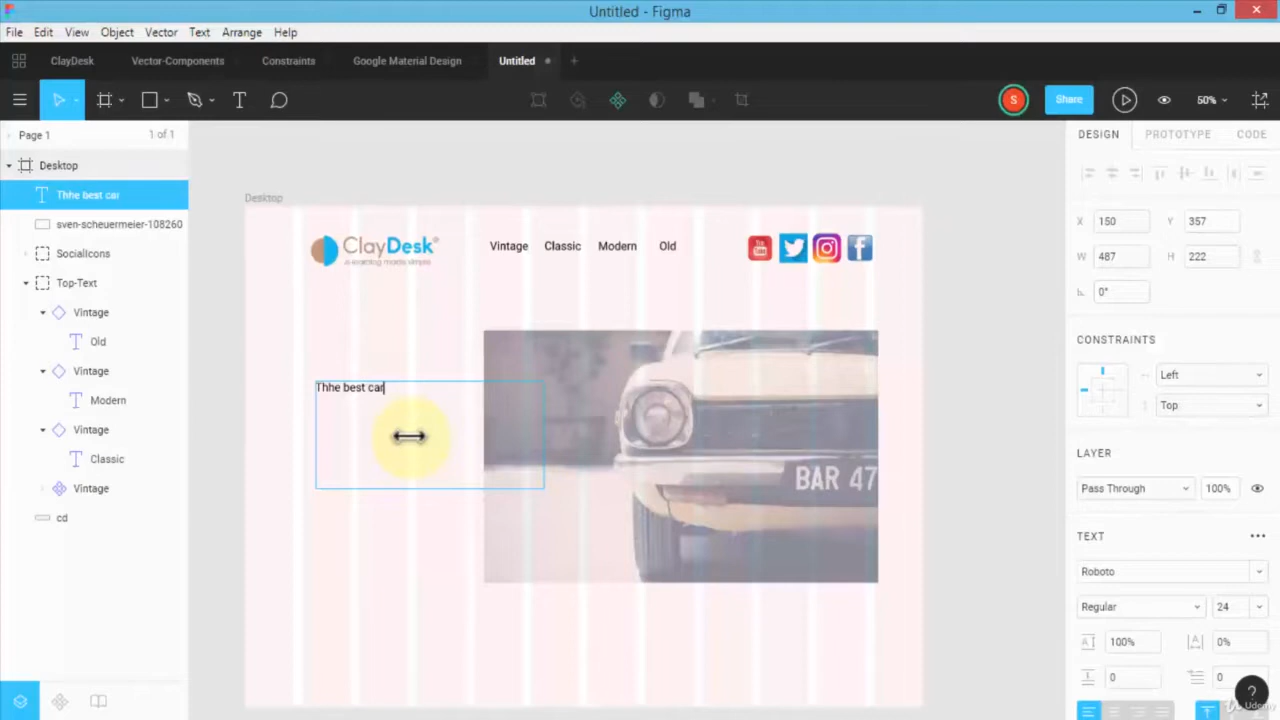 Untitled - Figma
File Edit View Object Vector Text Arrange Help
ClayDesk Vector-Components Constraints Google Material Design Untitled
S Share 50%
Page 1 1 of 1 DESIGN PROTOTYPE CODE
Desktop
Thhe best car
sven-scheuermeier-108260
SocialIcons
Top-Text
Vintage
Old
Vintage
Modern
Vintage
Classic
Vintage
cd
Desktop
ClayDesk®
Vintage Classic Modern Old
You
Thhe best car
BAR 47
X 150 Y 357
W 487 H 222
0°
CONSTRAINTS
Left
Top
LAYER
Pass Through 100%
TEXT
Roboto
Regular 24
100% 0%
0 0
?
Udemy